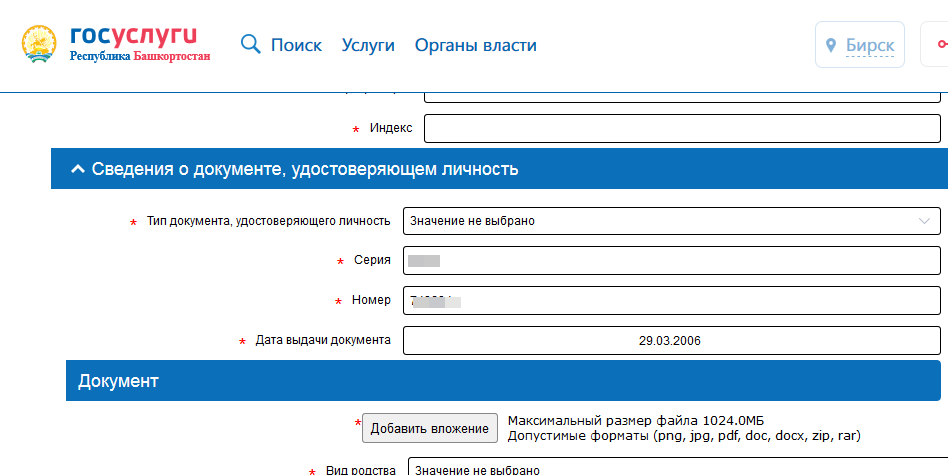 госуслуги
Республика Башкортостан
Поиск Услуги Органы власти
Бирск
* Индекс
Сведения о документе, удостоверяющем личность
* Тип документа, удостоверяющего личность Значение не выбрано
* Серия
* Номер
* Дата выдачи документа 29.03.2006
Документ
* Добавить вложение
Максимальный размер файла 1024.0МБ
Допустимые форматы (png, jpg, pdf, doc, docx, zip, rar)
* Вид родства Значение не выбрано